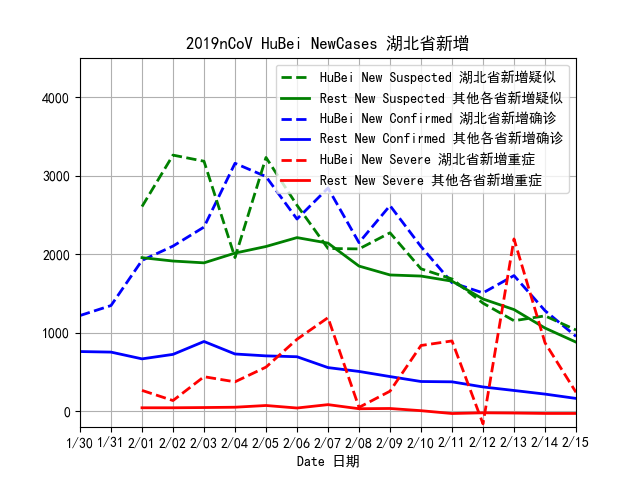 2019nCoV HuBei NewCases 湖北省新增
HuBei New Suspected 湖北省新增疑似
Rest New Suspected 其他各省新增疑似
HuBei New Confirmed 湖北省新增确诊
Rest New Confirmed 其他各省新增确诊
HuBei New Severe 湖北省新增重症
Rest New Severe 其他各省新增重症
4000
3000
2000
1000
0
1/30 1/31 2/01 2/02 2/03 2/04 2/05 2/06 2/07 2/08 2/09 2/10 2/11 2/12 2/13 2/14 2/15
Date 日期